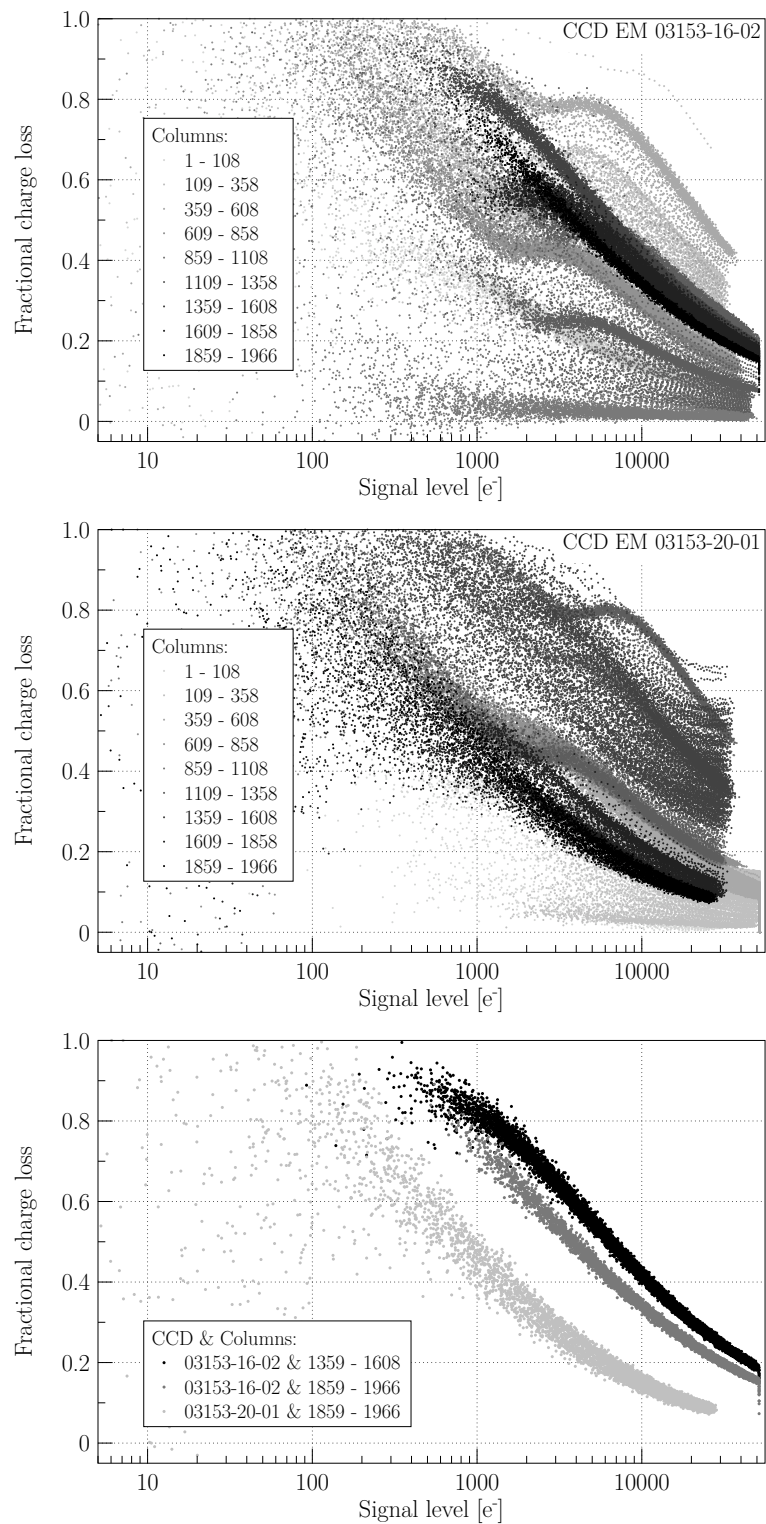 CCD EM 03153-16-02
Fractional charge loss
1.0
0.8
0.6
0.4
0.2
0
Columns:
1 - 108
109 - 358
359 - 608
609 - 858
859 - 1108
1109 - 1358
1359 - 1608
1609 - 1858
1859 - 1966
10 100 1000 10000
Signal level [e-]
CCD EM 03153-20-01
Fractional charge loss
1.0
0.8
0.6
0.4
0.2
0
Columns:
1 - 108
109 - 358
359 - 608
609 - 858
859 - 1108
1109 - 1358
1359 - 1608
1609 - 1858
1859 - 1966
10 100 1000 10000
Signal level [e-]
Fractional charge loss
1.0
0.8
0.6
0.4
0.2
0
CCD & Columns:
03153-16-02 & 1359 - 1608
03153-16-02 & 1859 - 1966
03153-20-01 & 1859 - 1966
10 100 1000 10000
Signal level [e-]